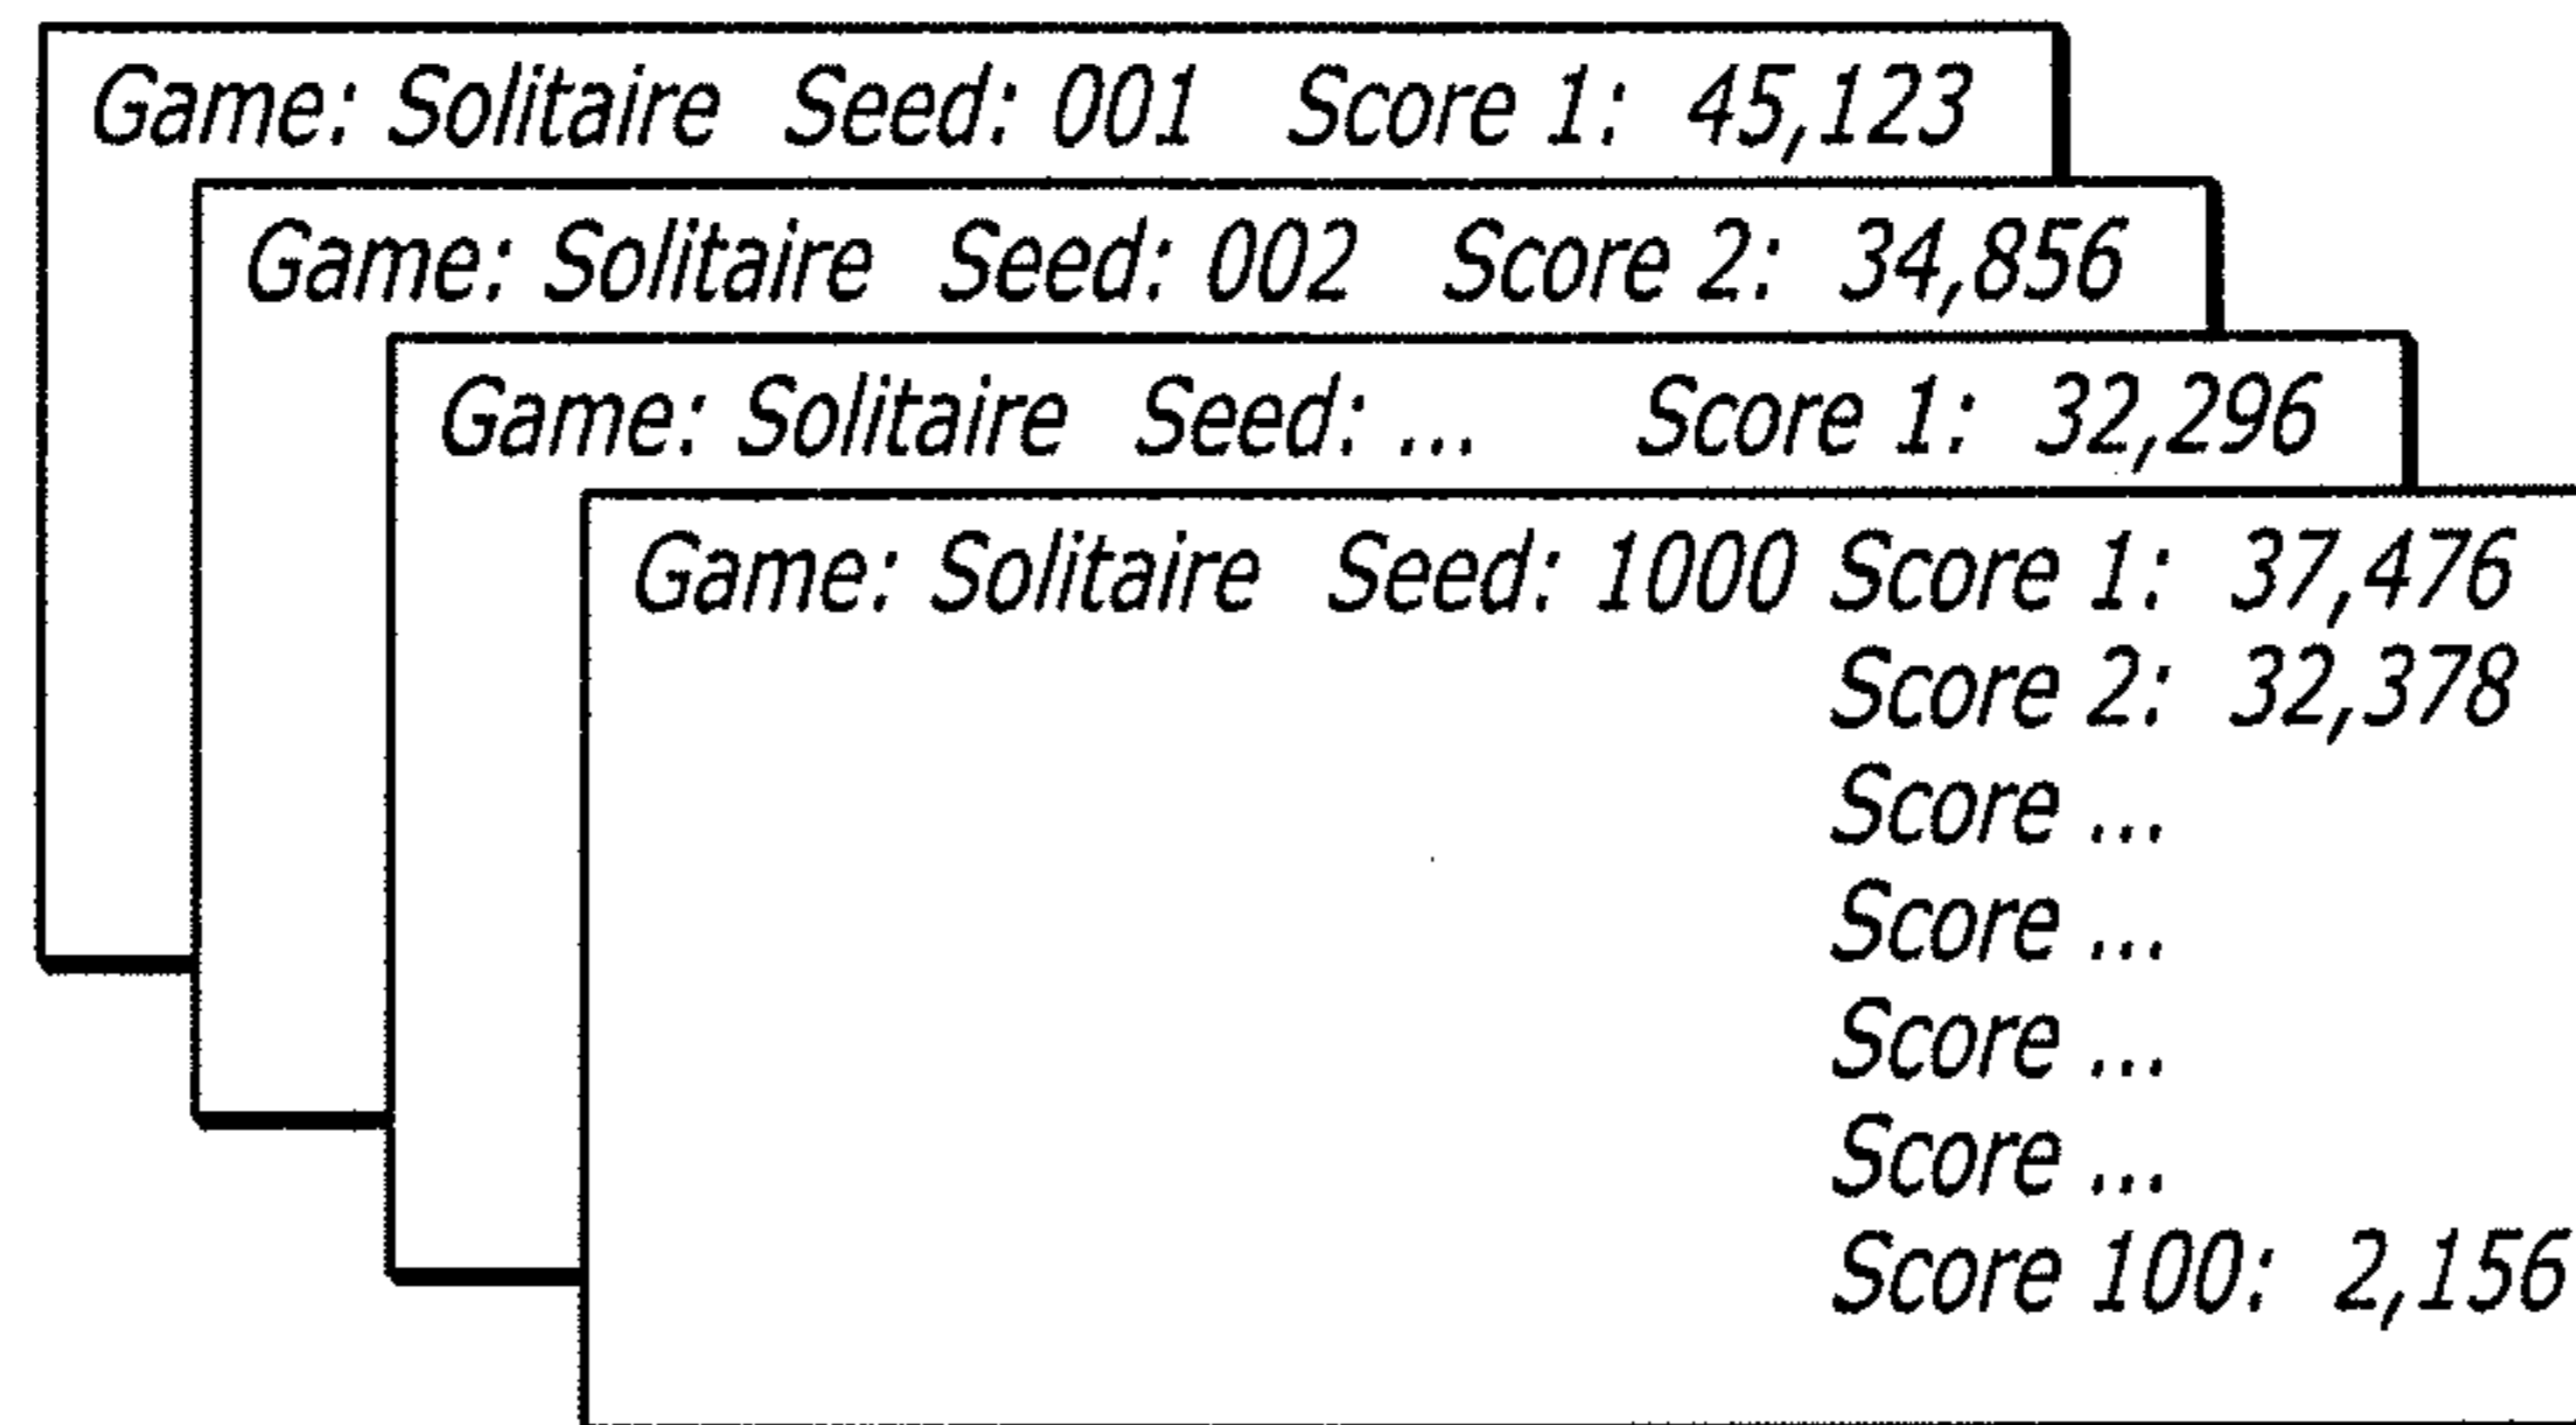 Game: Solitaire Seed: 001 Score 1: 45,123
Game: Solitaire Seed: 002 Score 2: 34,856
Game: Solitaire Seed: ... Score 1: 32,296
Game: Solitaire Seed: 1000 Score 1: 37,476
Score 2: 32,378
Score ...
Score ...
Score ...
Score ...
Score 100: 2,156